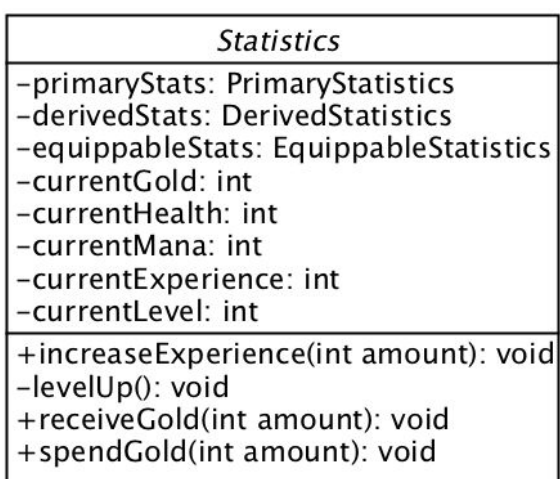 Statistics
-primaryStats: PrimaryStatistics
-derivedStats: DerivedStatistics
-equippableStats: EquippableStatistics
-currentGold: int
-currentHealth: int
-currentMana: int
-currentExperience: int
-currentLevel: int
+increaseExperience(int amount): void
-levelUp(): void
+receiveGold(int amount): void
+spendGold(int amount): void